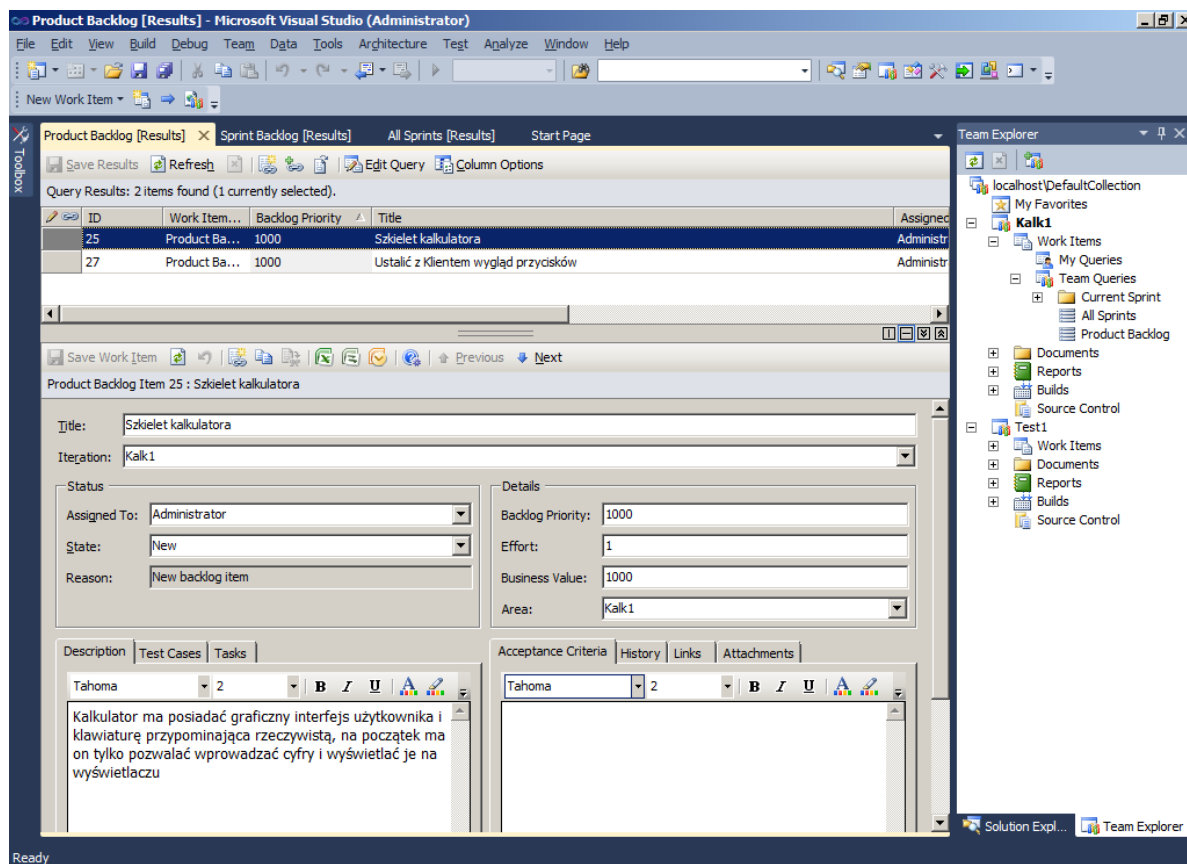 Product Backlog [Results] - Microsoft Visual Studio (Administrator)
File Edit View Build Debug Team Data Tools Architecture Test Analyze Window Help
New Work Item
Toolbox
Product Backlog [Results] Sprint Backlog [Results] All Sprints [Results] Start Page
Save Results Refresh Edit Query Column Options
Query Results: 2 items found (1 currently selected).
ID Work Item... Backlog Priority Title Assigned
25 Product Ba... 1000 Szkielet kalkulatora Administr
27 Product Ba... 1000 Ustalić z Klientem wygląd przycisków Administr
Save Work Item Previous Next
Product Backlog Item 25 : Szkielet kalkulatora
Title: Szkielet kalkulatora
Iteration: Kalk1
Status
Assigned To: Administrator
State: New
Reason: New backlog item
Details
Backlog Priority: 1000
Effort: 1
Business Value: 1000
Area: Kalk1
Description Test Cases Tasks
Tahoma 2 B I U A
Kalkulator ma posiadać graficzny interfejs użytkownika i
klawiaturę przypominająca rzeczywistą, na początek ma
on tylko pozwalać wprowadzać cyfry i wyświetlać je na
wyświetlaczu
Acceptance Criteria History Links Attachments
Tahoma 2 B I U A
Team Explorer
localhost\DefaultCollection
My Favorites
Kalk1
Work Items
My Queries
Team Queries
Current Sprint
All Sprints
Product Backlog
Documents
Reports
Builds
Source Control
Test1
Work Items
Documents
Reports
Builds
Source Control
Solution Expl... Team Explorer
Ready